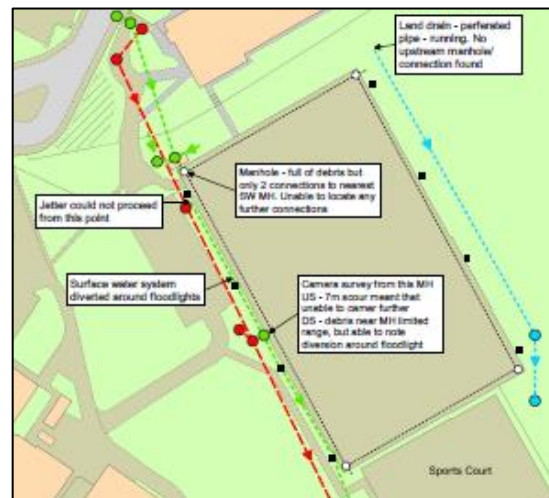 Land drain - perforated
pipe - running. No
upstream manhole/
connection found
Manhole - full of debris but
only 2 connections to nearest
SW MH. Unable to locate any
further connections
Jetter could not proceed
from this point
Surface water system
diverted around floodlights
Camera survey from this MH
US - 7m scour meant that
unable to camer further
DS - debris near MH limited
range, but able to note
diversion around floodlight
Sports Court